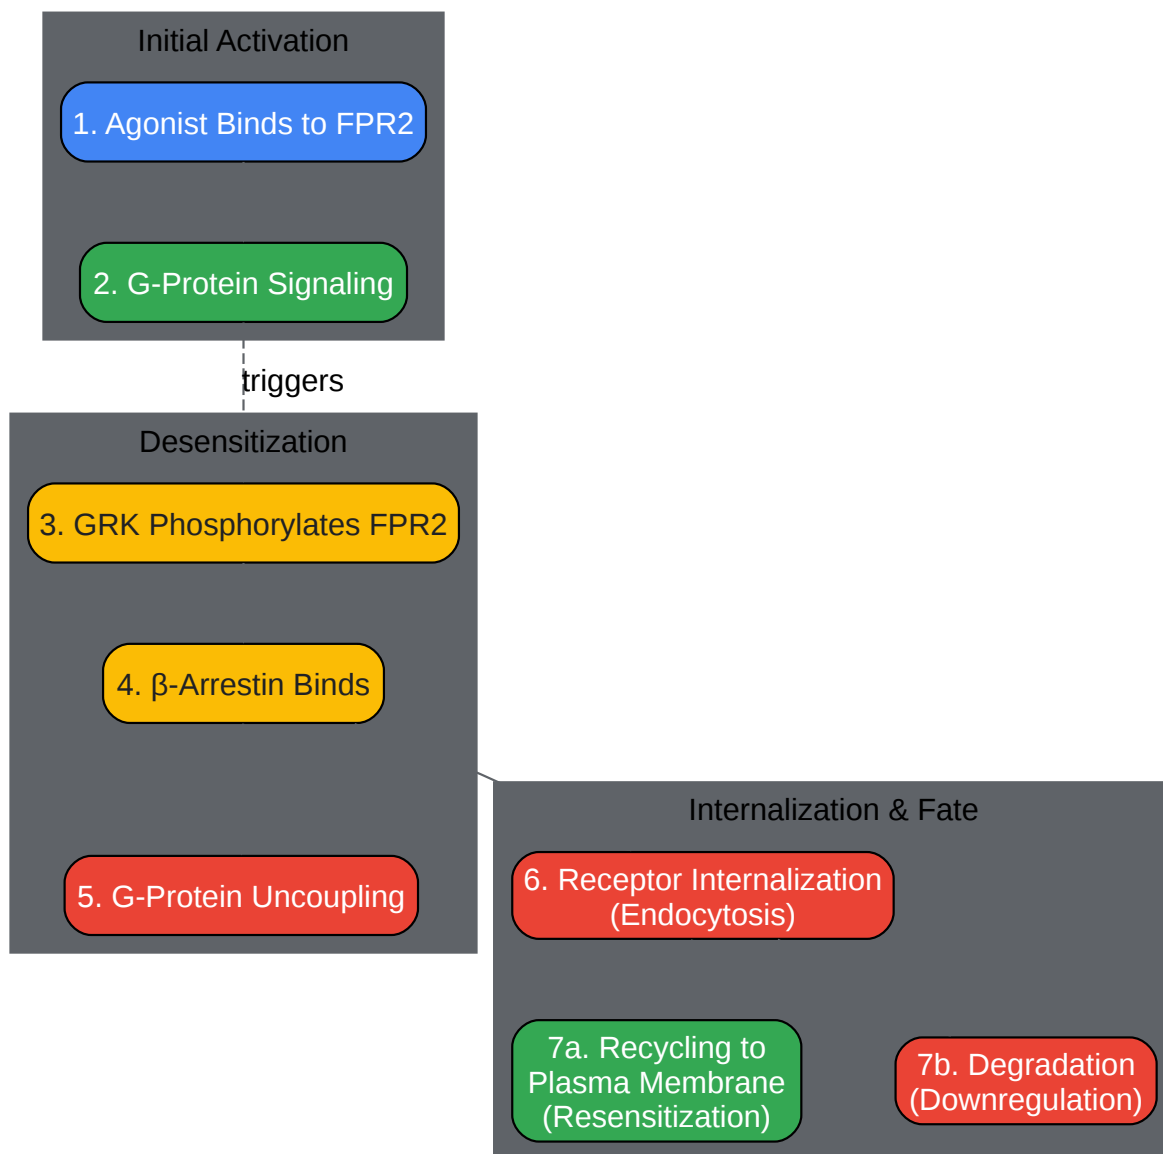 Initial Activation
1. Agonist Binds to FPR2
2. G-Protein Signaling
triggers
Desensitization
3. GRK Phosphorylates FPR2
4. β-Arrestin Binds
5. G-Protein Uncoupling
Internalization & Fate
6. Receptor Internalization
(Endocytosis)
7a. Recycling to
Plasma Membrane
(Resensitization)
7b. Degradation
(Downregulation)